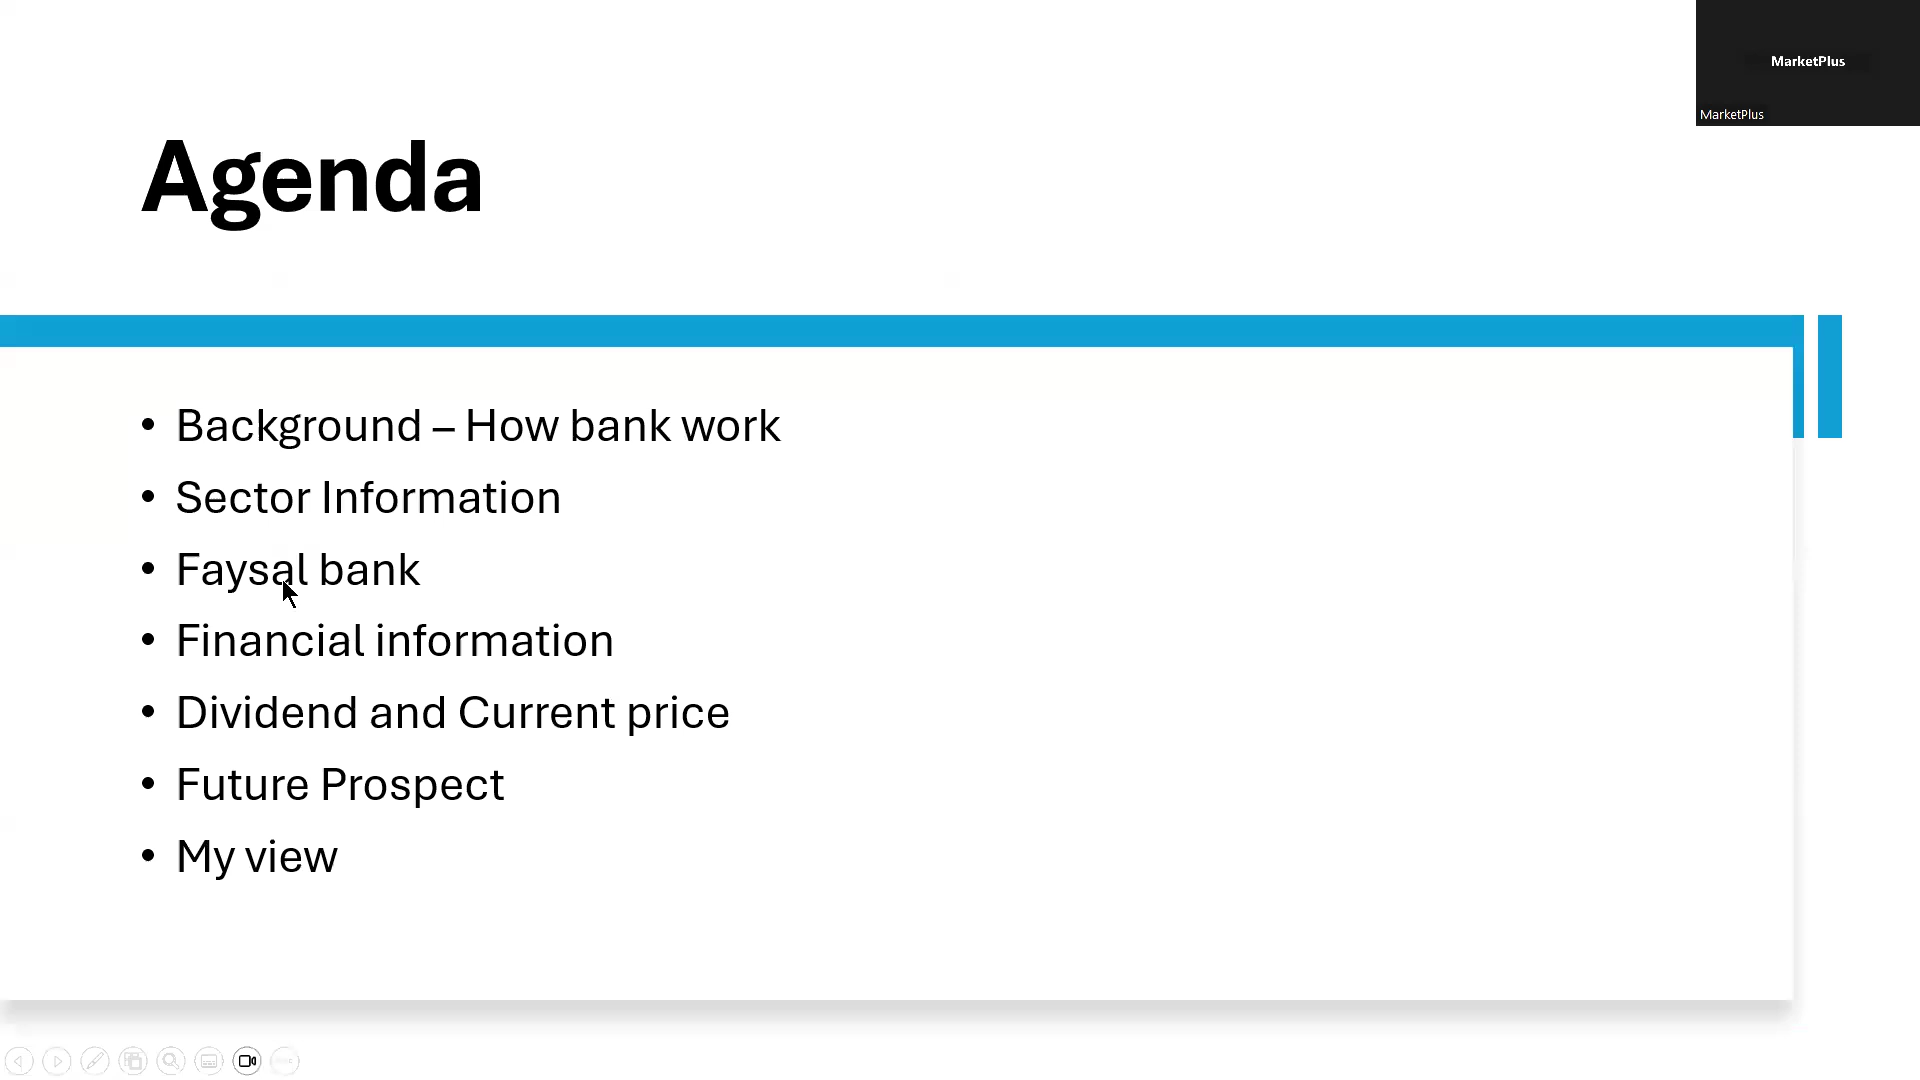 MarketPlus
MarketPlus
Agenda
• Background – How bank work
• Sector Information
• Faysal bank
• Financial information
• Dividend and Current price
• Future Prospect
• My view